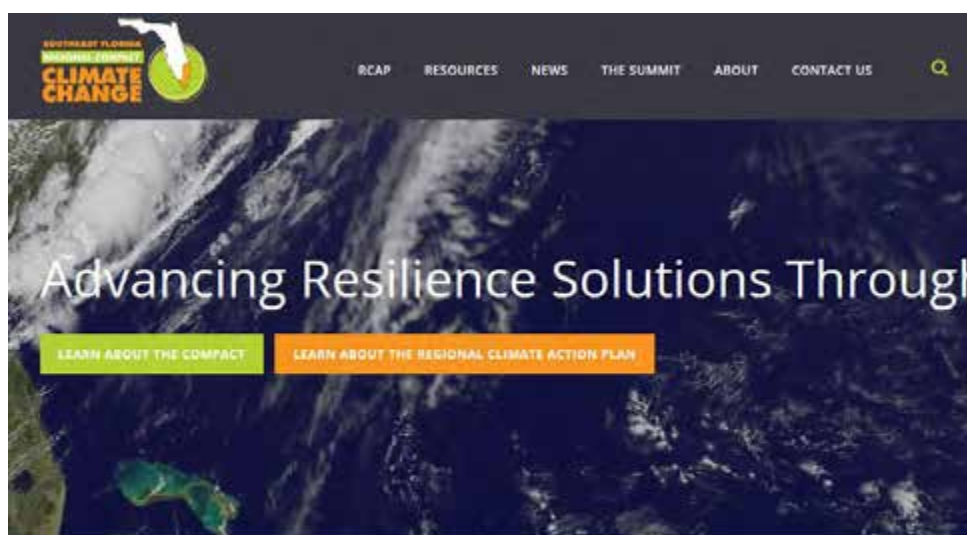 SOUTHEAST FLORIDA
REGIONAL COMPACT
CLIMATE
CHANGE
RCAP RESOURCES NEWS THE SUMMIT ABOUT CONTACT US
Advancing Resilience Solutions Through
LEARN ABOUT THE COMPACT LEARN ABOUT THE REGIONAL CLIMATE ACTION PLAN